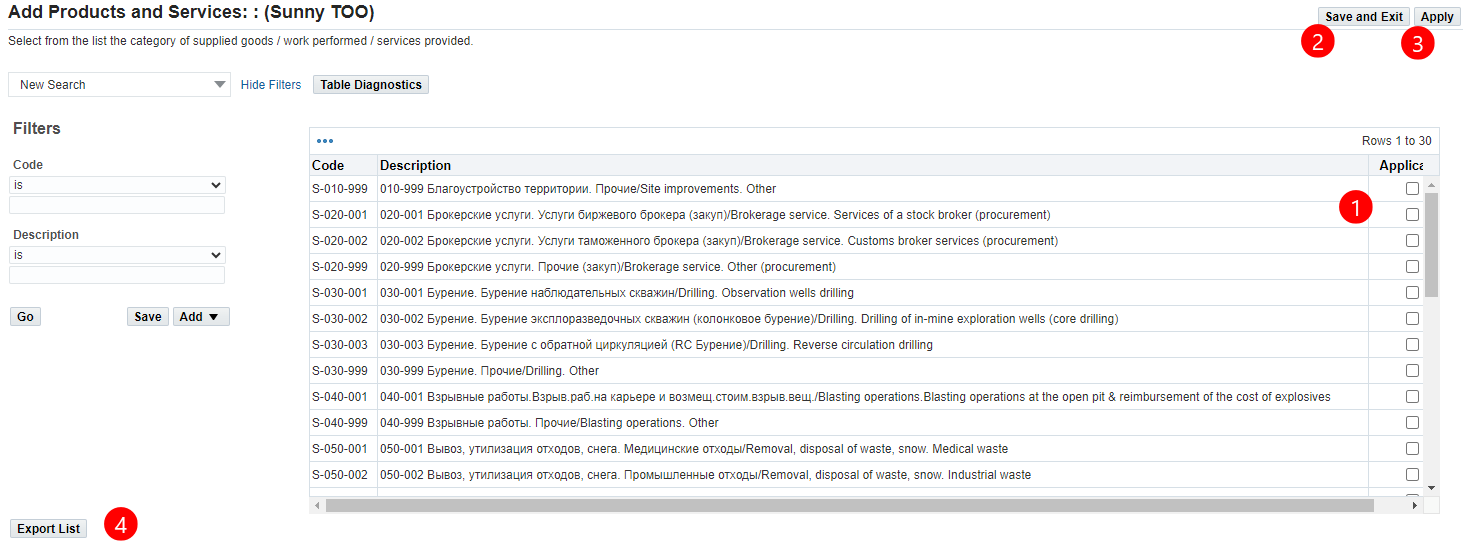 Add Products and Services: : (Sunny TOO)
Save and Exit Apply
2 3
Select from the list the category of supplied goods / work performed / services provided.
New Search Hide Filters Table Diagnostics
Filters
Code
is
Description
is
Go Save Add
••• Rows 1 to 30
Code Description Applica
S-010-999 010-999 Благоустройство территории. Прочие/Site improvements. Other
1
S-020-001 020-001 Брокерские услуги. Услуги биржевого брокера (закуп)/Brokerage service. Services of a stock broker (procurement)
S-020-002 020-002 Брокерские услуги. Услуги таможенного брокера (закуп)/Brokerage service. Customs broker services (procurement)
S-020-999 020-999 Брокерские услуги. Прочие (закуп)/Brokerage service. Other (procurement)
S-030-001 030-001 Бурение. Бурение наблюдательных скважин/Drilling. Observation wells drilling
S-030-002 030-002 Бурение. Бурение эксплоразведочных скважин (колонковое бурение)/Drilling. Drilling of in-mine exploration wells (core drilling)
S-030-003 030-003 Бурение. Бурение с обратной циркуляцией (RC Бурение)/Drilling. Reverse circulation drilling
S-030-999 030-999 Бурение. Прочие/Drilling. Other
S-040-001 040-001 Взрывные работы.Взрыв.раб.на карьере и возмещ.стоим.взрыв.вещ./Blasting operations.Blasting operations at the open pit & reimbursement of the cost of explosives
S-040-999 040-999 Взрывные работы. Прочие/Blasting operations. Other
S-050-001 050-001 Вывоз, утилизация отходов, снега. Медицинские отходы/Removal, disposal of waste, snow. Medical waste
S-050-002 050-002 Вывоз, утилизация отходов, снега. Промышленные отходы/Removal, disposal of waste, snow. Industrial waste
Export List 4